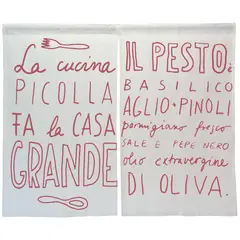 La cucina
PICOLLA
FA la CASA
GRANDE
IL PESTO è
BASILICO
AGLIO + PINOLI
parmigiano fresco
SALE E PEPE NERO
olio extravergine
DI OLIVA.